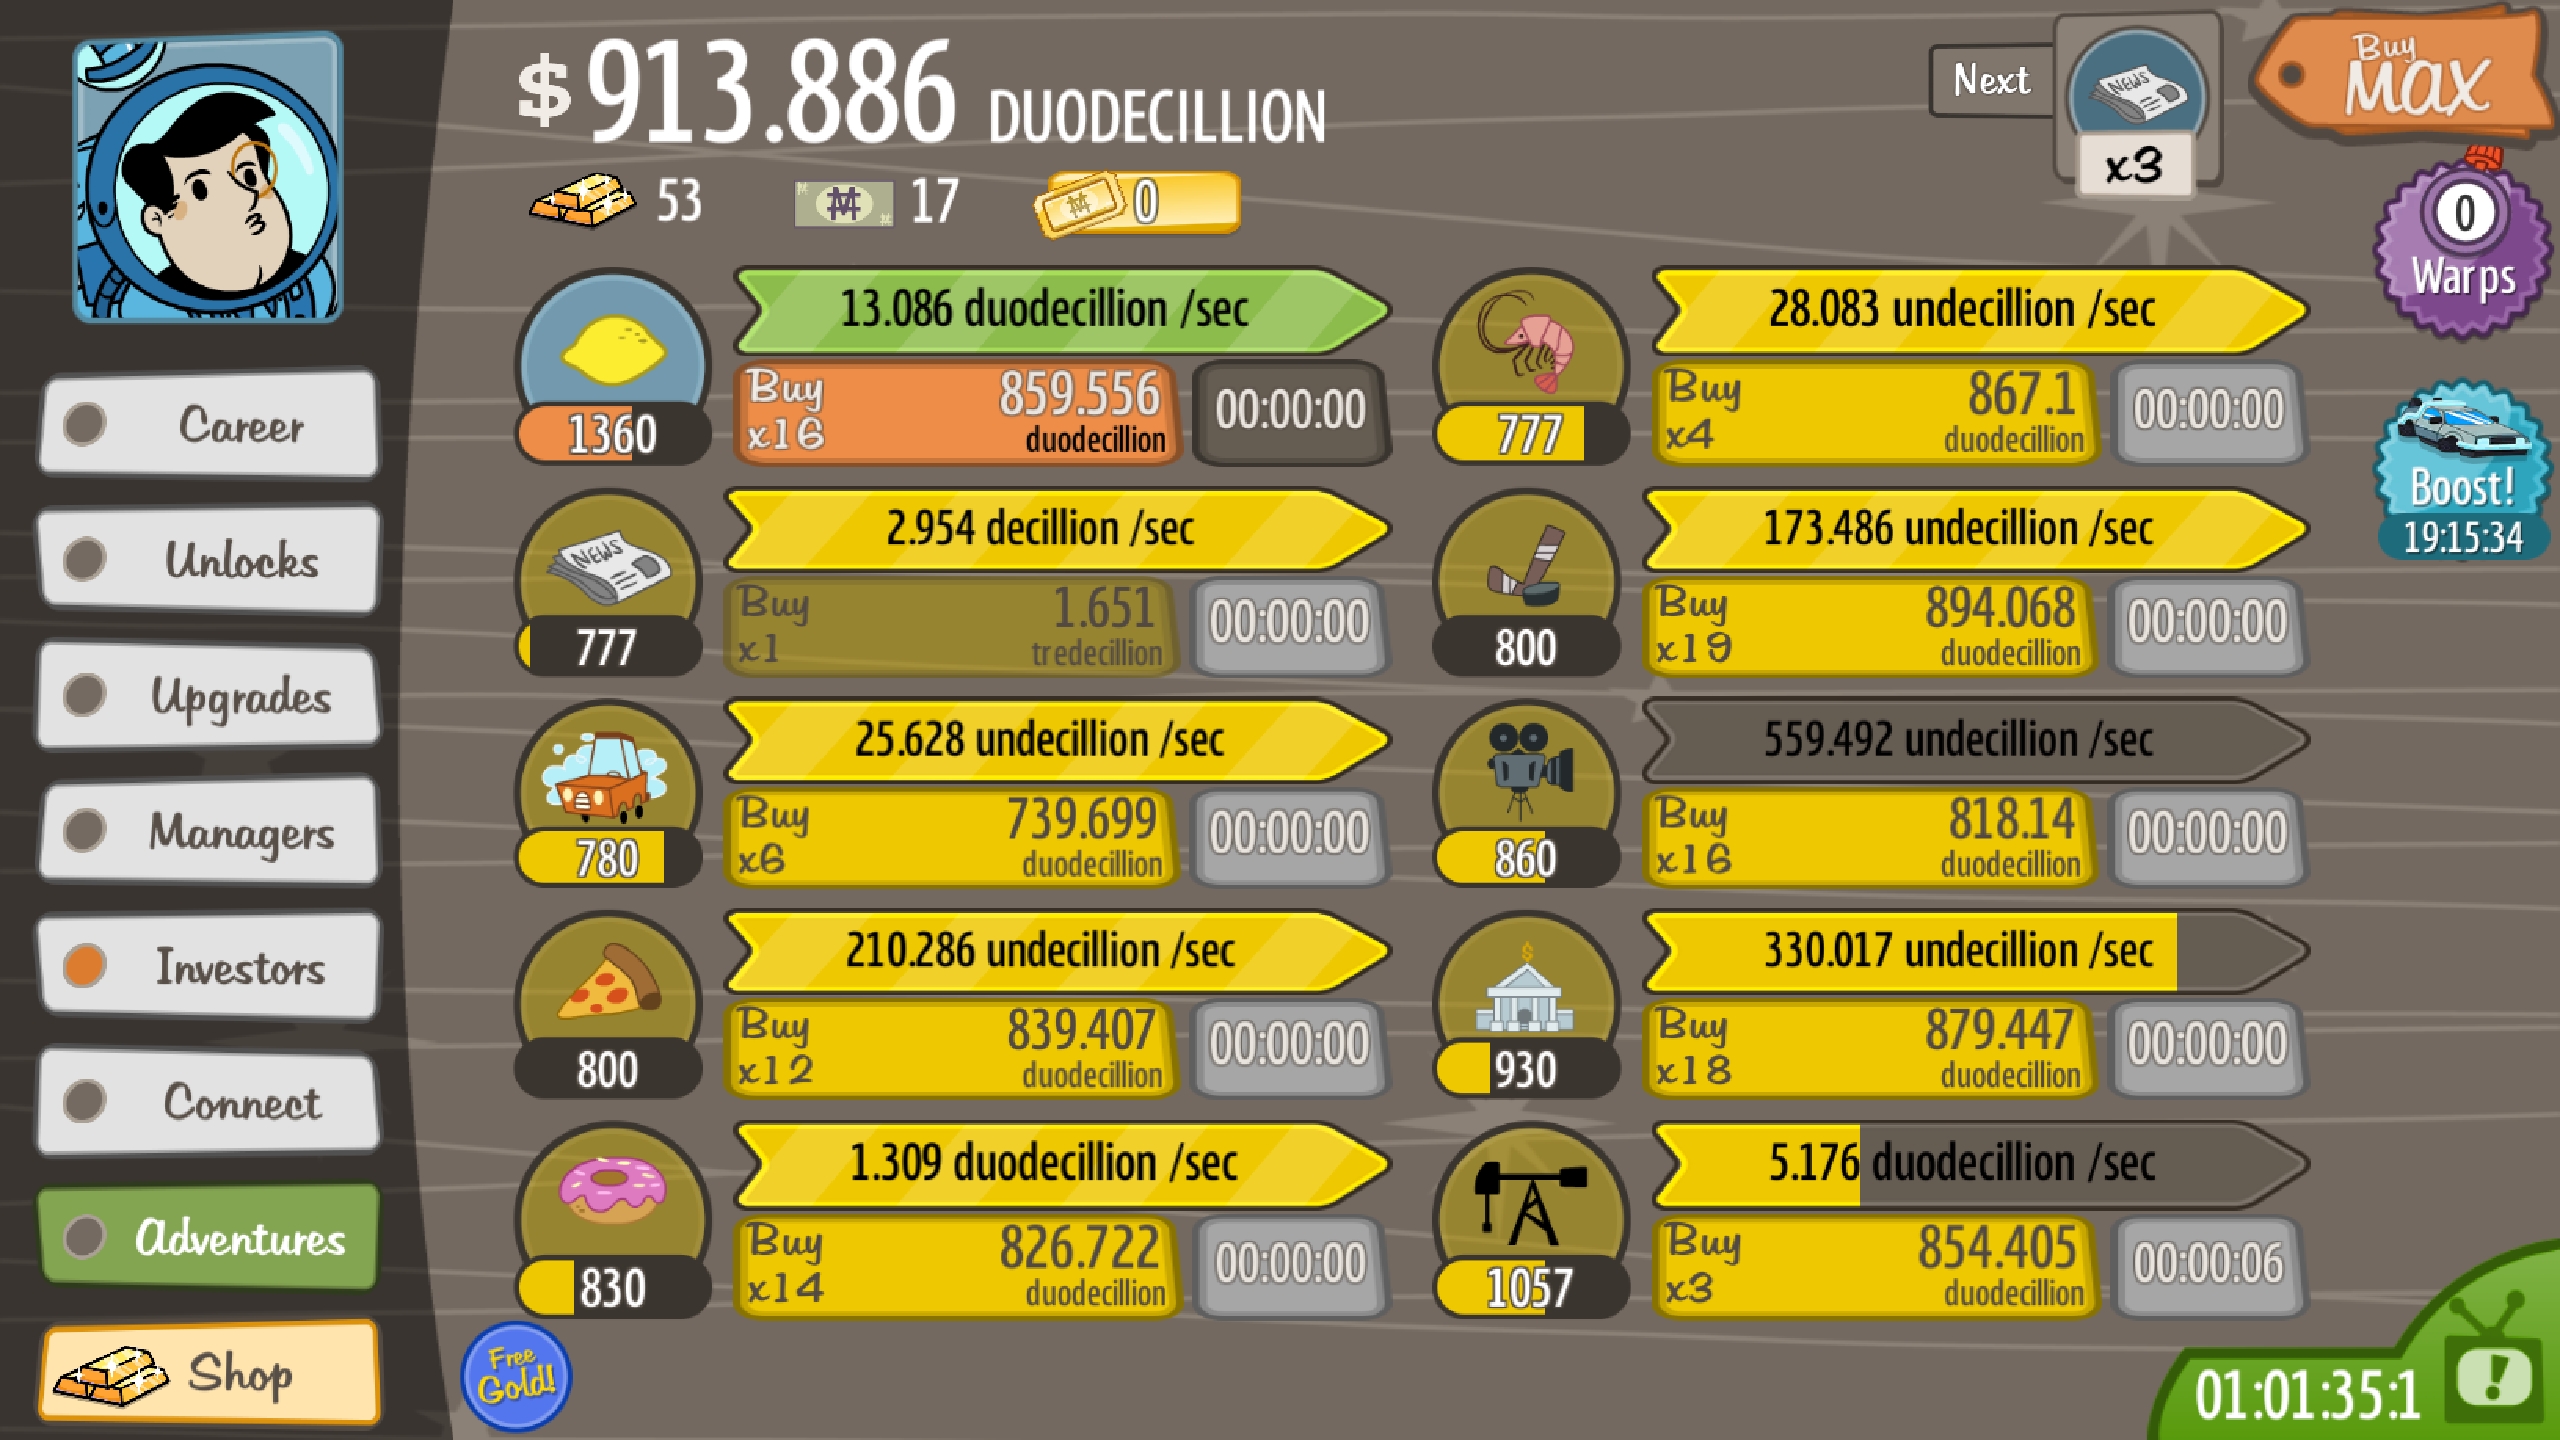 $913.886 DUODECILLION
53
17
0
Next
NEWS
x3
Buy
MAX
0
Warps
Boost!
19:15:34
Career
Unlocks
Upgrades
Managers
Investors
Connect
Adventures
Shop
13.086 duodecillion /sec
1360
Buy
x16
859.556
duodecillion
00:00:00
28.083 undecillion /sec
777
Buy
x4
867.1
duodecillion
00:00:00
NEWS
2.954 decillion /sec
777
Buy
x1
1.651
tredecillion
00:00:00
173.486 undecillion /sec
800
Buy
x19
894.068
duodecillion
00:00:00
25.628 undecillion /sec
780
Buy
x6
739.699
duodecillion
00:00:00
559.492 undecillion /sec
860
Buy
x16
818.14
duodecillion
00:00:00
210.286 undecillion /sec
800
Buy
x12
839.407
duodecillion
00:00:00
$
330.017 undecillion /sec
930
Buy
x18
879.447
duodecillion
00:00:00
1.309 duodecillion /sec
830
Buy
x14
826.722
duodecillion
00:00:00
5.176 duodecillion /sec
1057
Buy
x3
854.405
duodecillion
00:00:06
Free
Gold!
01:01:35:1
!